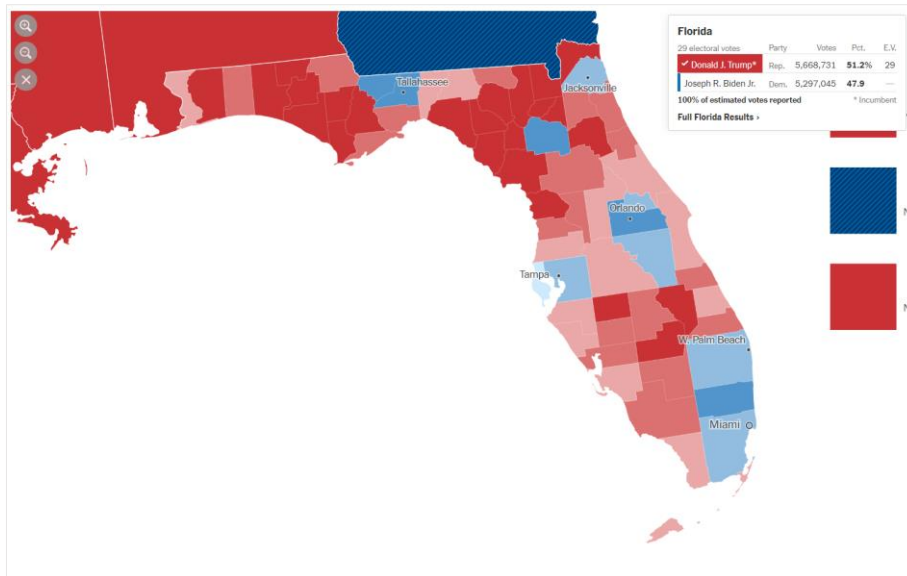 Florida
29 electoral votes Party Votes Pct. E.V.
✓ Donald J. Trump* Rep. 5,668,731 51.2% 29
Joseph R. Biden Jr. Dem. 5,297,045 47.9 —
100% of estimated votes reported * Incumbent
Full Florida Results ›
Tallahassee
Jacksonville
Orlando
Tampa
W. Palm Beach
Miami
N
N